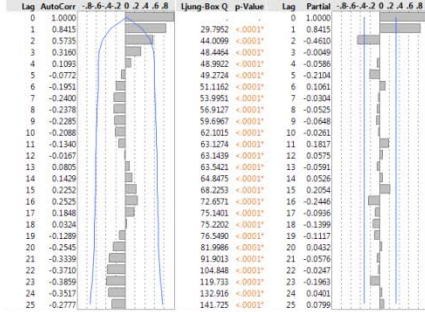 Lag AutoCorr -.8-.6-.4-.2 0 .2 .4 .6 .8 Ljung-Box Q p-Value Lag Partial -.8-.6-.4-.2 0 .2 .4 .6 .8
0 1.0000 . . 0 1.0000
1 0.8415 29.7952 <.0001* 1 0.8415
2 0.5735 44.0099 <.0001* 2 -0.4610
3 0.3160 48.4464 <.0001* 3 -0.0049
4 0.1093 48.9922 <.0001* 4 -0.0586
5 -0.0772 49.2724 <.0001* 5 -0.2104
6 -0.1951 51.1162 <.0001* 6 0.1061
7 -0.2400 53.9951 <.0001* 7 -0.0304
8 -0.2378 56.9127 <.0001* 8 -0.0525
9 -0.2285 59.6967 <.0001* 9 -0.0648
10 -0.2088 62.1015 <.0001* 10 -0.0261
11 -0.1340 63.1274 <.0001* 11 0.1817
12 -0.0167 63.1439 <.0001* 12 0.0575
13 0.0805 63.5421 <.0001* 13 -0.0591
14 0.1429 64.8475 <.0001* 14 0.0526
15 0.2252 68.2253 <.0001* 15 0.2054
16 0.2525 72.6571 <.0001* 16 -0.2446
17 0.1848 75.1401 <.0001* 17 -0.0936
18 0.0324 75.2202 <.0001* 18 -0.1399
19 -0.1289 76.5490 <.0001* 19 -0.1117
20 -0.2545 81.9986 <.0001* 20 0.0432
21 -0.3339 91.9013 <.0001* 21 -0.0576
22 -0.3710 104.848 <.0001* 22 -0.0247
23 -0.3859 119.733 <.0001* 23 -0.1963
24 -0.3517 132.916 <.0001* 24 0.0401
25 -0.2777 141.725 <.0001* 25 0.0799